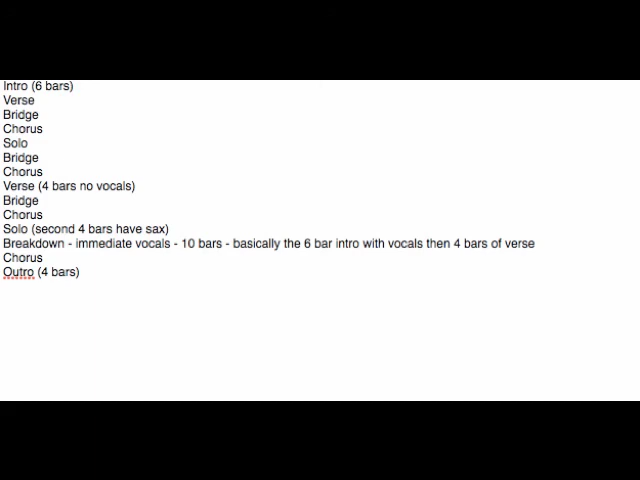 Intro (6 bars)
Verse
Bridge
Chorus
Solo
Bridge
Chorus
Verse (4 bars no vocals)
Bridge
Chorus
Solo (second 4 bars have sax)
Breakdown - immediate vocals - 10 bars - basically the 6 bar intro with vocals then 4 bars of verse
Chorus
Outro (4 bars)